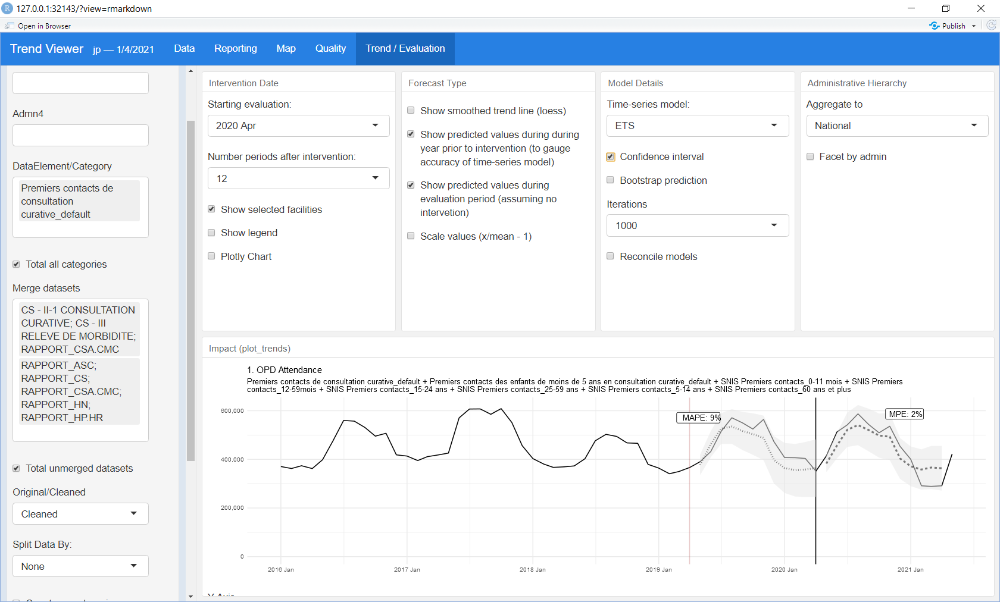 127.0.0.1:32143/?view=rmarkdown
Open in Browser
Publish
Trend Viewer jp — 1/4/2021 Data Reporting Map Quality Trend / Evaluation
Admn4
DataElement/Category
Premiers contacts de
consultation
curative_default
Total all categories
Merge datasets
CS - II-1 CONSULTATION
CURATIVE; CS - III
RELEVE DE MORBIDITE;
RAPPORT_CSA.CMC
RAPPORT_ASC;
RAPPORT_CS;
RAPPORT_CSA.CMC;
RAPPORT_HN;
RAPPORT_HP.HR
Total unmerged datasets
Original/Cleaned
Cleaned
Split Data By:
None
Intervention Date
Starting evaluation:
2020 Apr
Number periods after intervention:
12
Show selected facilities
Show legend
Plotly Chart
Forecast Type
Show smoothed trend line (loess)
Show predicted values during during
year prior to intervention (to gauge
accuracy of time-series model)
Show predicted values during
evaluation period (assuming no
intervetion)
Scale values (x/mean - 1)
Model Details
Time-series model:
ETS
Confidence interval
Bootstrap prediction
Iterations
1000
Reconcile models
Administrative Hierarchy
Aggregate to
National
Facet by admin
Impact (plot_trends)
1. OPD Attendance
Premiers contacts de consultation curative_default + Premiers contacts des enfants de moins de 5 ans en consultation curative_default + SNIS Premiers contacts_0-11 mois + SNIS Premiers
contacts_12-59mois + SNIS Premiers contacts_15-24 ans + SNIS Premiers contacts_25-59 ans + SNIS Premiers contacts_5-14 ans + SNIS Premiers contacts_60 ans et plus
600,000
400,000
200,000
0
MAPE: 9%
MPE: 2%
2016 Jan 2017 Jan 2018 Jan 2019 Jan 2020 Jan 2021 Jan
Y Axis